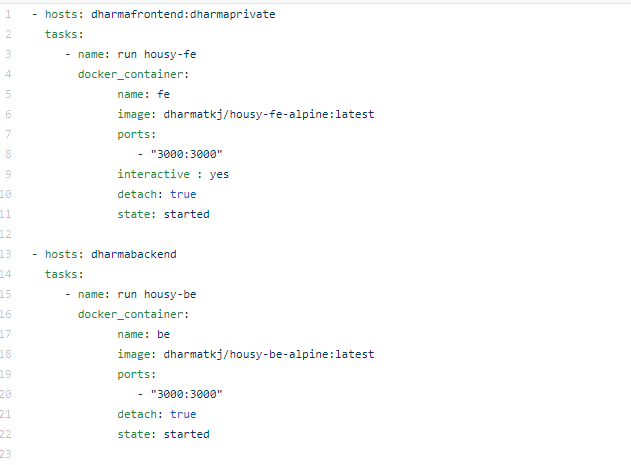 1 - hosts: dharmafrontend:dharmaprivate
2 tasks:
3 - name: run housy-fe
4 docker_container:
5 name: fe
6 image: dharmatkj/housy-fe-alpine:latest
7 ports:
8 - "3000:3000"
9 interactive : yes
10 detach: true
11 state: started
12
13 - hosts: dharmabackend
14 tasks:
15 - name: run housy-be
16 docker_container:
17 name: be
18 image: dharmatkj/housy-be-alpine:latest
19 ports:
20 - "3000:3000"
21 detach: true
22 state: started
23